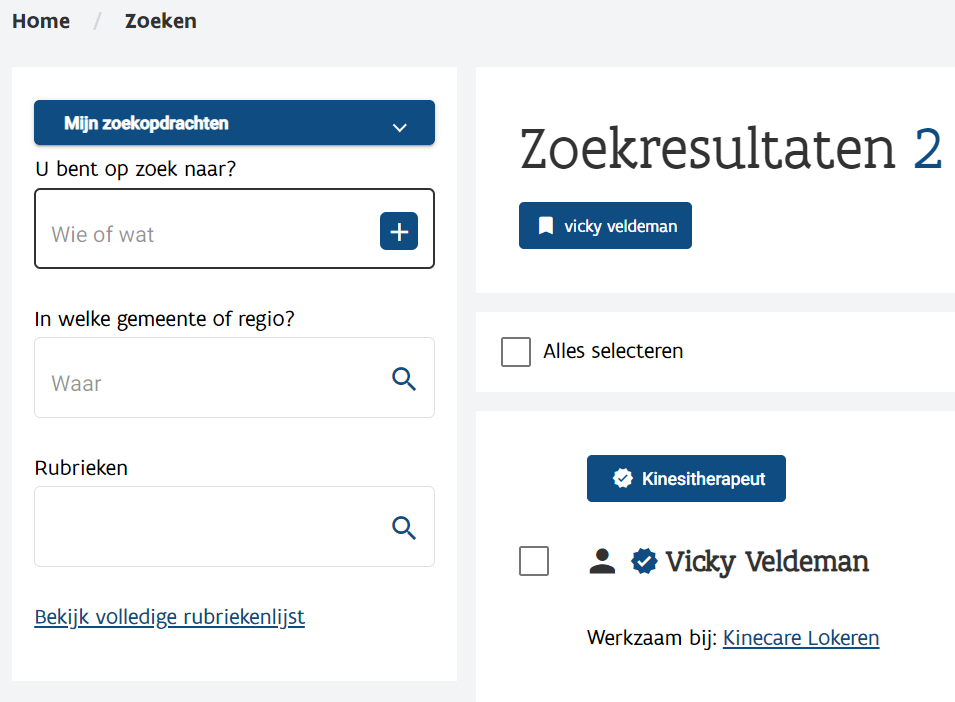 Home / Zoeken
Mijn zoekopdrachten
U bent op zoek naar?
Wie of wat
In welke gemeente of regio?
Waar
Rubrieken
Bekijk volledige rubriekenlijst
Zoekresultaten 2
vicky veldeman
Alles selecteren
Kinesitherapeut
Vicky Veldeman
Werkzaam bij: Kinecare Lokeren